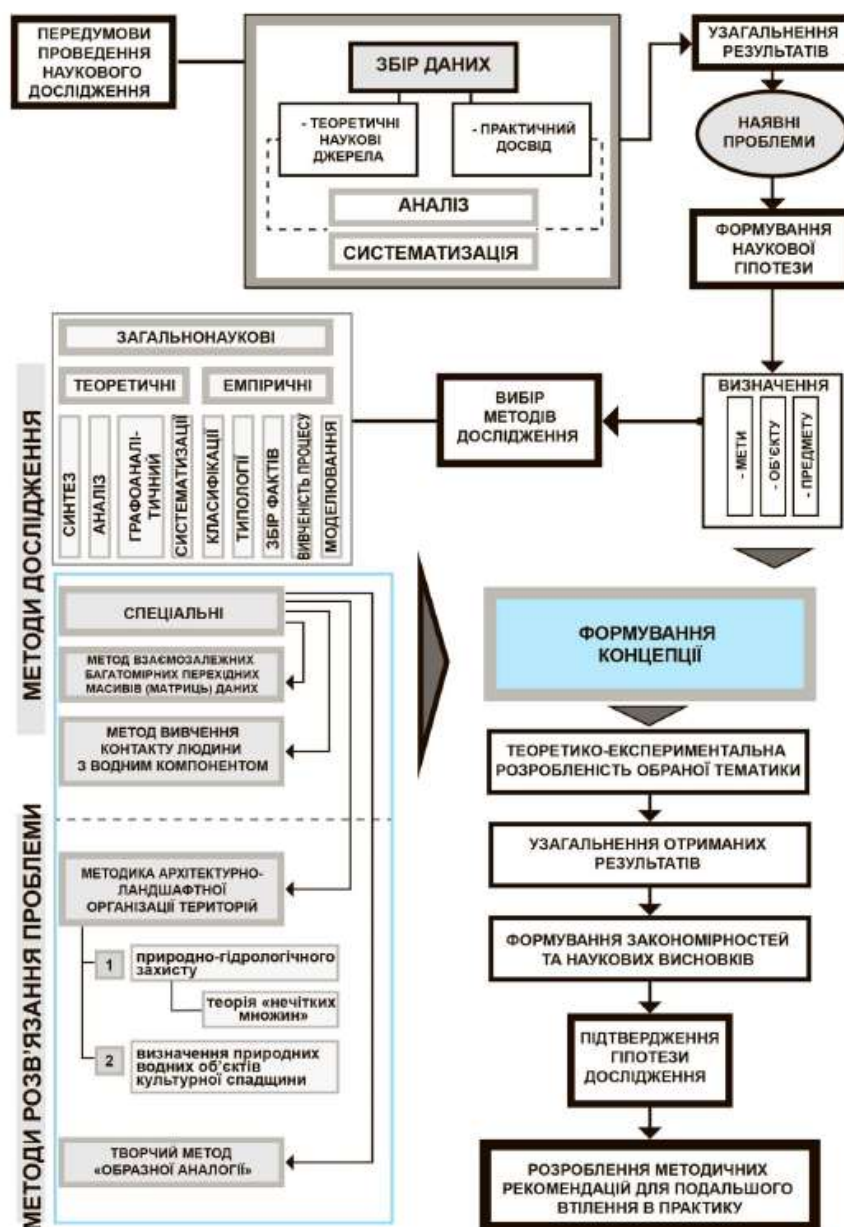 ПЕРЕДУМОВИ
ПРОВЕДЕННЯ
НАУКОВОГО
ДОСЛІДЖЕННЯ
ЗБІР ДАНИХ
- ТЕОРЕТИЧНІ
НАУКОВІ
ДЖЕРЕЛА
- ПРАКТИЧНИЙ
ДОСВІД
АНАЛІЗ
СИСТЕМАТИЗАЦІЯ
УЗАГАЛЬНЕННЯ
РЕЗУЛЬТАТІВ
НАЯВНІ
ПРОБЛЕМИ
ФОРМУВАННЯ
НАУКОВОЇ
ГІПОТЕЗИ
ВИЗНАЧЕННЯ
- МЕТИ
- ОБ'ЄКТУ
- ПРЕДМЕТУ
ВИБІР
МЕТОДІВ
ДОСЛІДЖЕННЯ
МЕТОДИ ДОСЛІДЖЕННЯ
ЗАГАЛЬНОНАУКОВІ
ТЕОРЕТИЧНІ
ЕМПІРИЧНІ
СИНТЕЗ
АНАЛІЗ
ГРАФОАНАЛІ-
ТИЧНИЙ
СИСТЕМАТИЗАЦІЇ
КЛАСИФІКАЦІЇ
ТИПОЛОГІЇ
ЗБІР ФАКТІВ
ВИВЧЕНІСТЬ ПРОЦЕСУ
МОДЕЛЮВАННЯ
СПЕЦІАЛЬНІ
МЕТОД ВЗАЄМОЗАЛЕЖНИХ
БАГАТОМІРНИХ ПЕРЕХІДНИХ
МАСИВІВ (МАТРИЦЬ) ДАНИХ
МЕТОД ВИВЧЕННЯ
КОНТАКТУ ЛЮДИНИ
З ВОДНИМ КОМПОНЕНТОМ
МЕТОДИ РОЗВ'ЯЗАННЯ ПРОБЛЕМИ
МЕТОДИКА АРХІТЕКТУРНО-
ЛАНДШАФТНОЇ
ОРГАНІЗАЦІЇ ТЕРИТОРІЙ
1
природно-гідрологічного
захисту
теорія «нечітких
множин»
2
визначення природних
водних об'єктів
культурної спадщини
ТВОРЧИЙ МЕТОД
«ОБРАЗНОЇ АНАЛОГІЇ»
ФОРМУВАННЯ
КОНЦЕПЦІЇ
ТЕОРЕТИКО-ЕКСПЕРИМЕНТАЛЬНА
РОЗРОБЛЕНІСТЬ ОБРАНОЇ ТЕМАТИКИ
УЗАГАЛЬНЕННЯ ОТРИМАНИХ
РЕЗУЛЬТАТІВ
ФОРМУВАННЯ ЗАКОНОМІРНОСТЕЙ
ТА НАУКОВИХ ВИСНОВКІВ
ПІДТВЕРДЖЕННЯ
ГІПОТЕЗИ
ДОСЛІДЖЕННЯ
РОЗРОБЛЕННЯ МЕТОДИЧНИХ
РЕКОМЕНДАЦІЙ ДЛЯ ПОДАЛЬШОГО
ВТІЛЕННЯ В ПРАКТИКУ